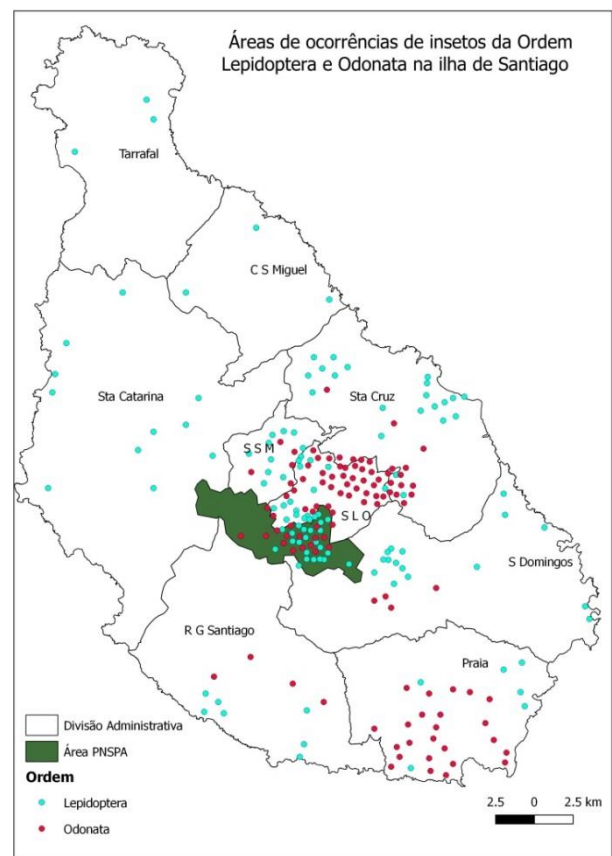 Áreas de ocorrências de insetos da Ordem
Lepidoptera e Odonata na ilha de Santiago
Tarrafal
C S Miguel
Sta Catarina
Sta Cruz
S S M
S L O
S Domingos
R G Santiago
Praia
Divisão Administrativa
Área PNSPA
Ordem
Lepidoptera
Odonata
2.5 0 2.5 km